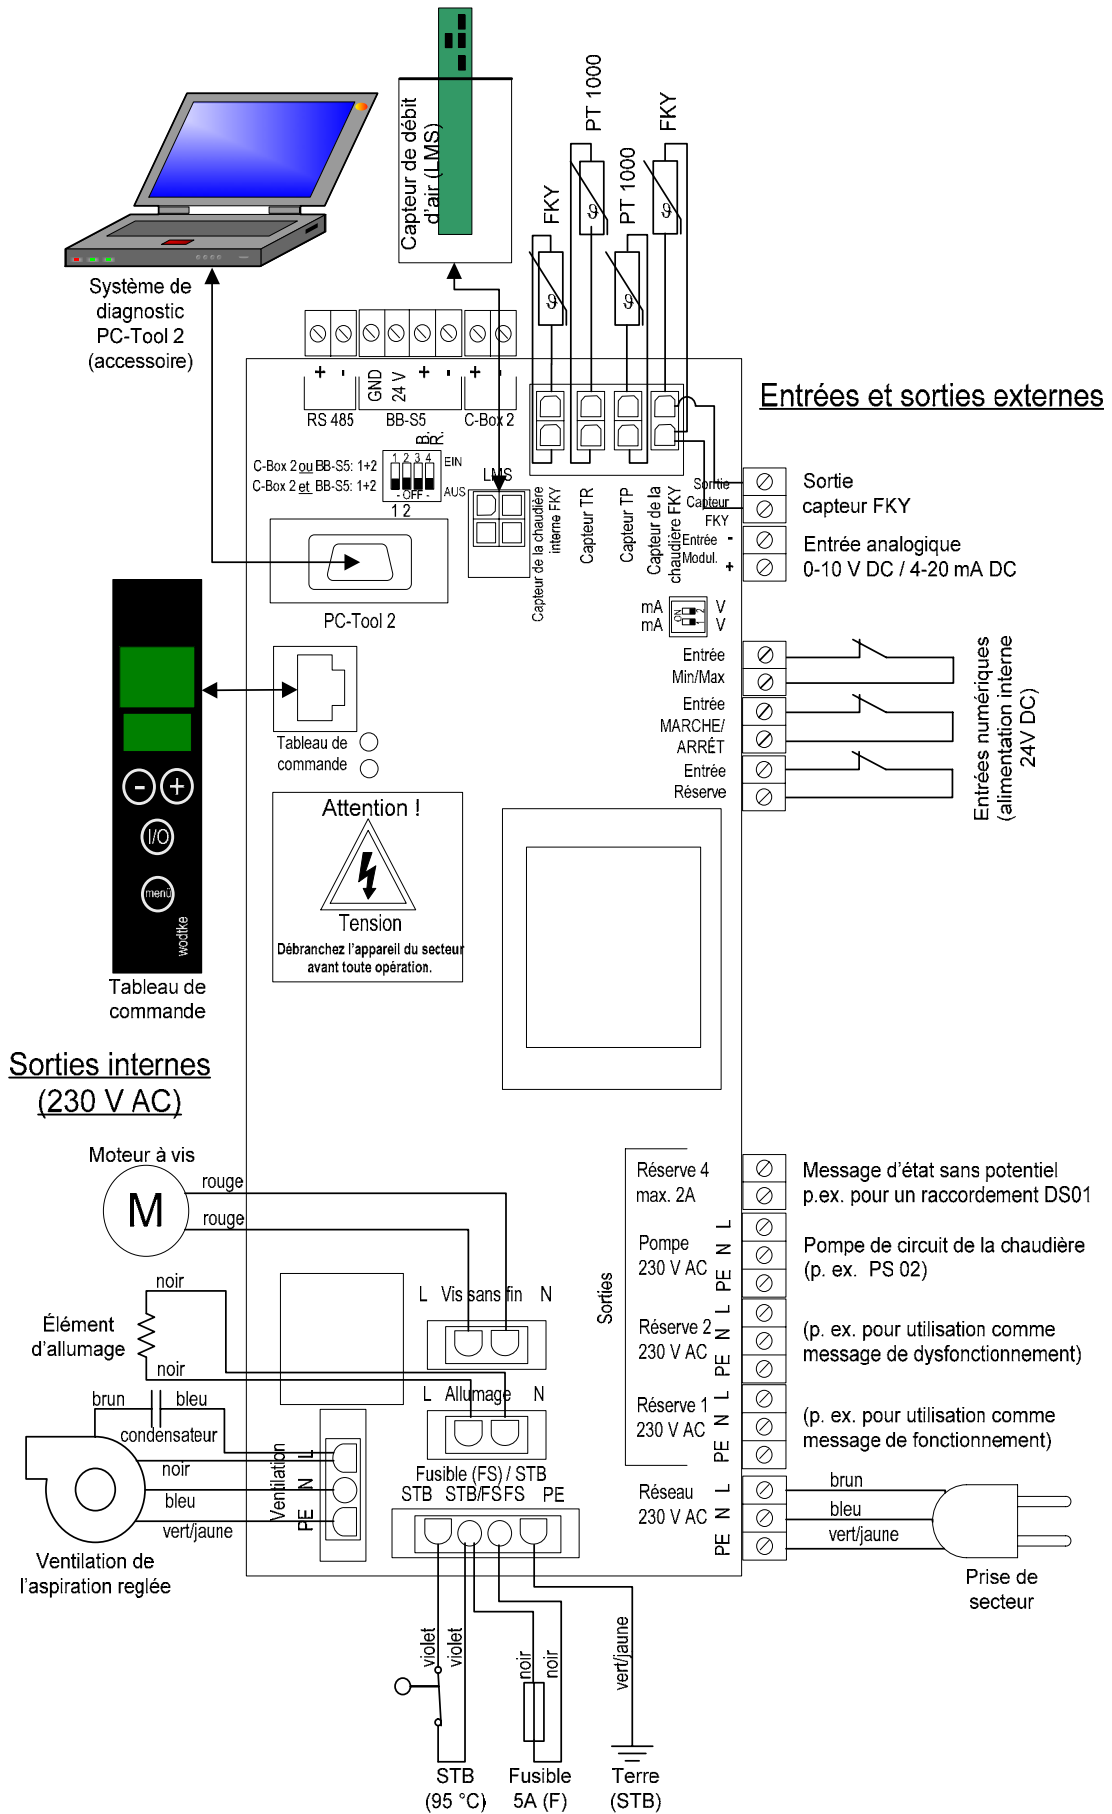 Capteur de débit
d'air (LMS)
FKY
PT 1000
PT 1000
FKY
Système de
diagnostic
PC-Tool 2
(accessoire)
+ - GND 24 V + - + -
RS 485 BB-S5 C-Box 2
Entrées et sorties externes
B.
R.
C-Box 2 ou BB-S5: 1+2
C-Box 2 et BB-S5: 1+2
1 2 3 4
- OFF -
EIN
AUS
1 2
LMS
Capteur de la chaudière
interne FKY
Capteur TR
Capteur TP
Capteur de la
chaudière FKY
Sortie
Capteur
FKY
Entrée -
Modul.
+
Sortie
capteur FKY
Entrée analogique
0-10 V DC / 4-20 mA DC
PC-Tool 2
mA ON 2 V
mA 1 V
Entrée
Min/Max
Entrée
MARCHE/
ARRÊT
Entrée
Réserve
Entrées numériques
(alimentation interne
24V DC)
Tableau de
commande
- +
I/O
menü
wodtke
Tableau de
commande
Attention !
Tension
Débranchez l'appareil du secteur
avant toute opération.
Sorties internes
(230 V AC)
Moteur à vis
M
rouge
rouge
noir
Élément
d'allumage
noir
brun bleu
condensateur
noir
bleu
vert/jaune
Ventilation de
l'aspiration reglée
Ventilation
L
N
PE
L Vis sans fin N
L Allumage N
Fusible (FS) / STB
STB STB/FS FS PE
Sorties
Réserve 4
max. 2A
Message d'état sans potentiel
p.ex. pour un raccordement DS01
Pompe
230 V AC
PE N L
Pompe de circuit de la chaudière
(p. ex. PS 02)
Réserve 2
230 V AC
PE N L
(p. ex. pour utilisation comme
message de dysfonctionnement)
Réserve 1
230 V AC
PE N L
(p. ex. pour utilisation comme
message de fonctionnement)
Réseau
230 V AC
PE N L
brun
bleu
vert/jaune
Prise de
secteur
violet
violet
noir
noir
vert/jaune
STB
(95 °C)
Fusible
5A (F)
Terre
(STB)